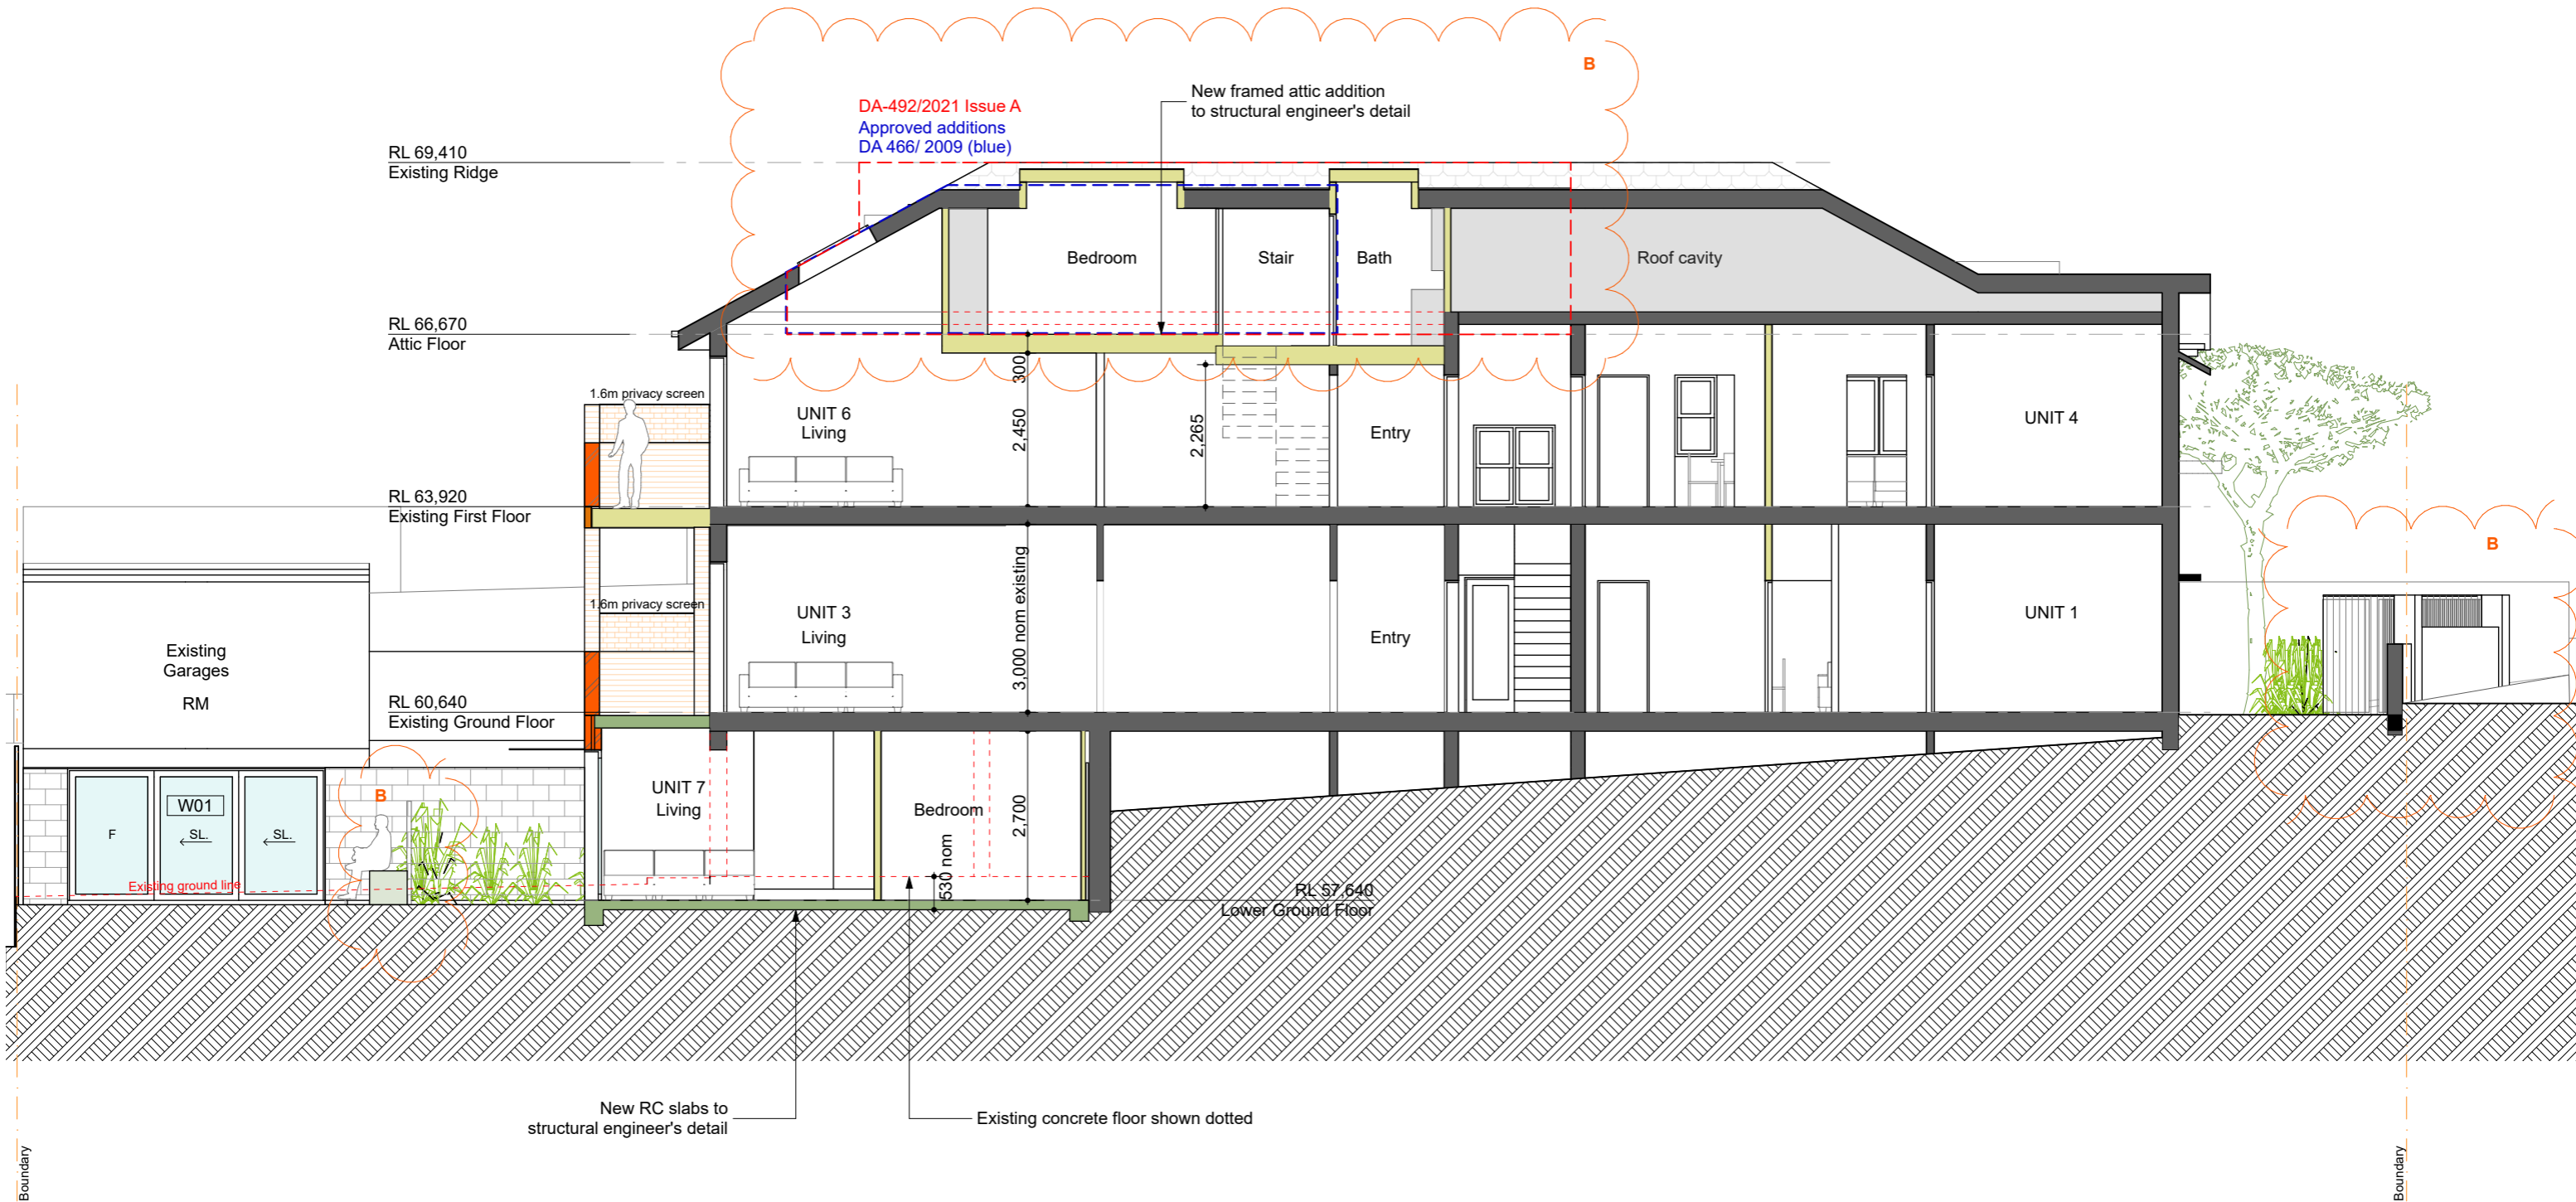 B
DA-492/2021 Issue A
Approved additions
DA 466/ 2009 (blue)
New framed attic addition
to structural engineer's detail
RL 69,410
Existing Ridge
Bedroom
Stair
Bath
Roof cavity
RL 66,670
Attic Floor
300
1.6m privacy screen
UNIT 6
Living
2,450
2,265
Entry
UNIT 4
RL 63,920
Existing First Floor
B
1.6m privacy screen
UNIT 3
Living
3,000 nom existing
Entry
UNIT 1
Existing
Garages
RM
RL 60,640
Existing Ground Floor
B
W01
F
SL.
SL.
UNIT 7
Living
Bedroom
2,700
530 nom
Existing ground line
RL 57,640
Lower Ground Floor
New RC slabs to
structural engineer's detail
Existing concrete floor shown dotted
Boundary
Boundary